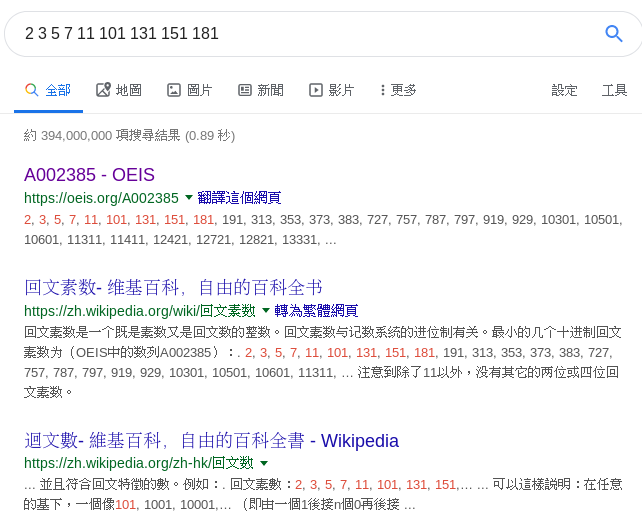 2 3 5 7 11 101 131 151 181
全部 地圖 圖片 新聞 影片 更多 設定 工具
約 394,000,000 項搜尋結果 (0.89 秒)
A002385 - OEIS
https://oeis.org/A002385 翻譯這個網頁
2, 3, 5, 7, 11, 101, 131, 151, 181, 191, 313, 353, 373, 383, 727, 757, 787, 797, 919, 929, 10301, 10501,
10601, 11311, 11411, 12421, 12721, 12821, 13331, ...
回文素数- 维基百科，自由的百科全书
https://zh.wikipedia.org/wiki/回文素数 轉為繁體網頁
回文素数是一个既是素数又是回文数的整数。回文素数与记数系统的进位制有关。最小的几个十进制回文
素数为（OEIS中的数列A002385）：. 2, 3, 5, 7, 11, 101, 131, 151, 181, 191, 313, 353, 373, 383, 727,
757, 787, 797, 919, 929, 10301, 10501, 10601, 11311, … 注意到除了11以外，没有其它的两位或四位回
文素数。
迴文數- 維基百科，自由的百科全書 - Wikipedia
https://zh.wikipedia.org/zh-hk/回文数
... 並且符合回文特徵的數。例如：. 回文素數：2, 3, 5, 7, 11, 101, 131, 151,… ... 可以這樣説明：在任意
的基下，一個像101, 1001, 10001,… （即由一個1後接n個0再後接 ...